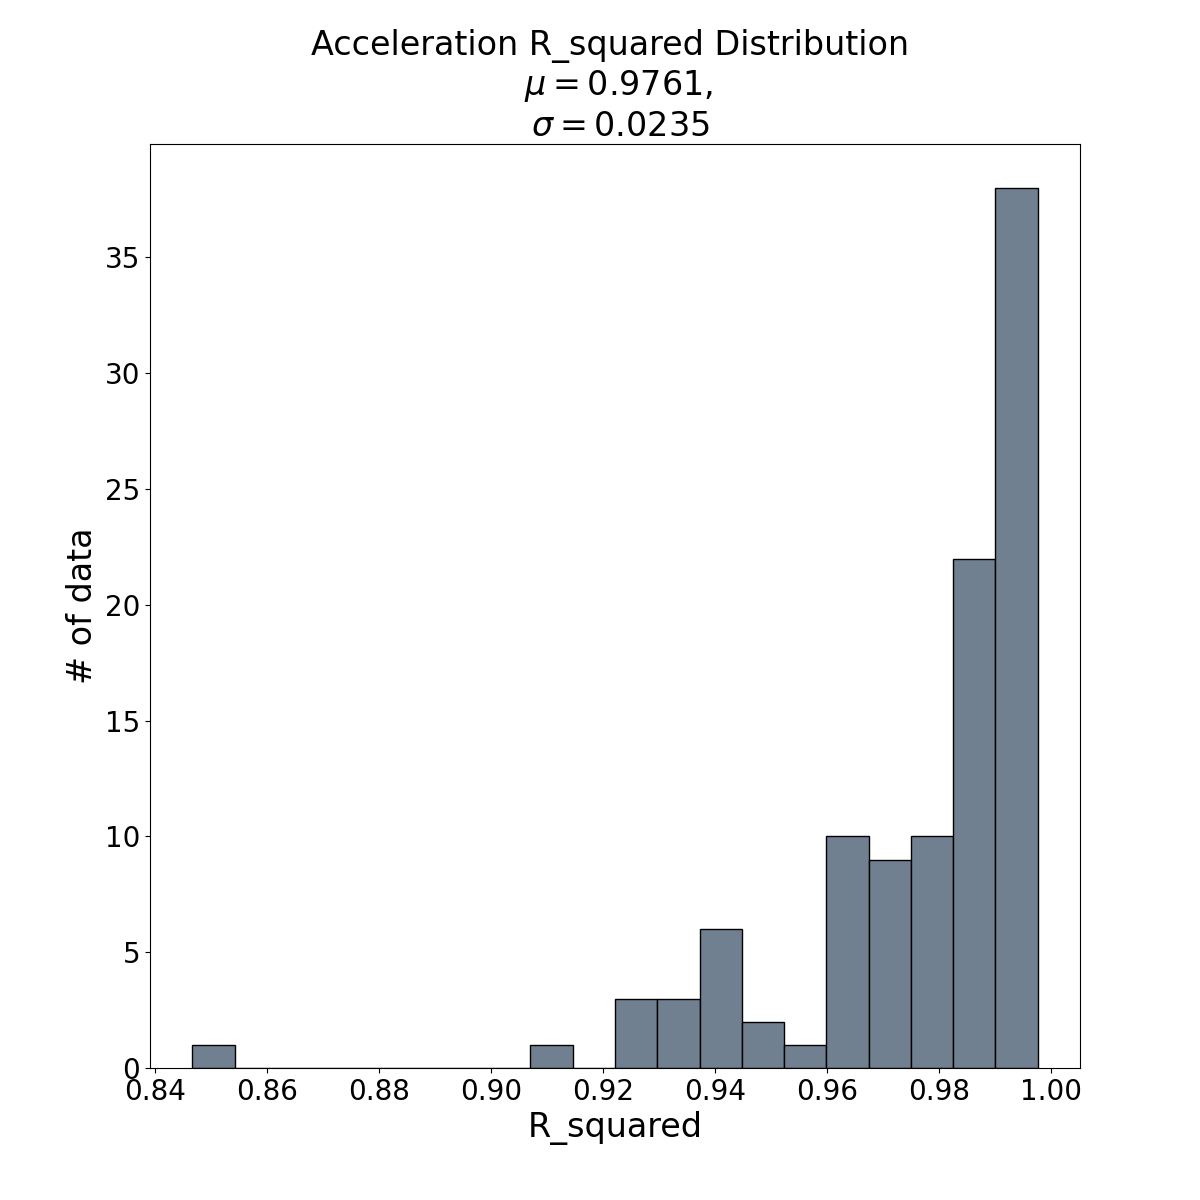 Acceleration R_squared Distribution
μ = 0.9761,
σ = 0.0235
35
30
25
20
15
10
5
0
# of data
0.84 0.86 0.88 0.90 0.92 0.94 0.96 0.98 1.00
R_squared